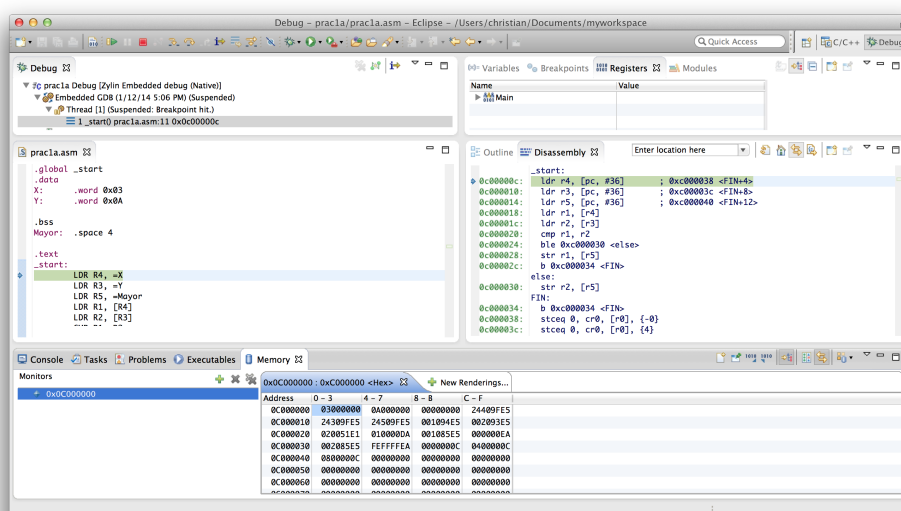 Debug - prac1a/prac1a.asm - Eclipse - /Users/christian/Documents/myworkspace
Quick Access
C/C++
Debug
Debug
prac1a Debug [Zylin Embedded debug (Native)]
Embedded GDB (1/12/14 5:06 PM) (Suspended)
Thread [1] (Suspended: Breakpoint hit.)
1 _start() prac1a.asm:11 0x0c00000c
Variables Breakpoints Registers Modules
Name Value
Main
prac1a.asm
.global _start
.data
X: .word 0x03
Y: .word 0x0A
.bss
Mayor: .space 4
.text
_start:
LDR R4, =X
LDR R3, =Y
LDR R5, =Mayor
LDR R1, [R4]
LDR R2, [R3]
Outline Disassembly Enter location here
_start:
0c00000c: ldr r4, [pc, #36] ; 0xc000038 <FIN+4>
0c000010: ldr r3, [pc, #36] ; 0xc00003c <FIN+8>
0c000014: ldr r5, [pc, #36] ; 0xc000040 <FIN+12>
0c000018: ldr r1, [r4]
0c00001c: ldr r2, [r3]
0c000020: cmp r1, r2
0c000024: ble 0xc000030 <else>
0c000028: str r1, [r5]
0c00002c: b 0xc000034 <FIN>
else:
0c000030: str r2, [r5]
FIN:
0c000034: b 0xc000034 <FIN>
0c000038: stceq 0, cr0, [r0], {-0}
0c00003c: stceq 0, cr0, [r0], {4}
Console Tasks Problems Executables Memory
Monitors
0x0C000000
0x0C000000 : 0xC000000 <Hex> New Renderings...
Address 0 - 3 4 - 7 8 - B C - F
0C000000 03000000 0A000000 00000000 24409FE5
0C000010 24309FE5 24509FE5 001094E5 002093E5
0C000020 020051E1 010000DA 001085E5 000000EA
0C000030 002085E5 FEFFFFEA 0000000C 0400000C
0C000040 0800000C 00000000 00000000 00000000
0C000050 00000000 00000000 00000000 00000000
0C000060 00000000 00000000 00000000 00000000